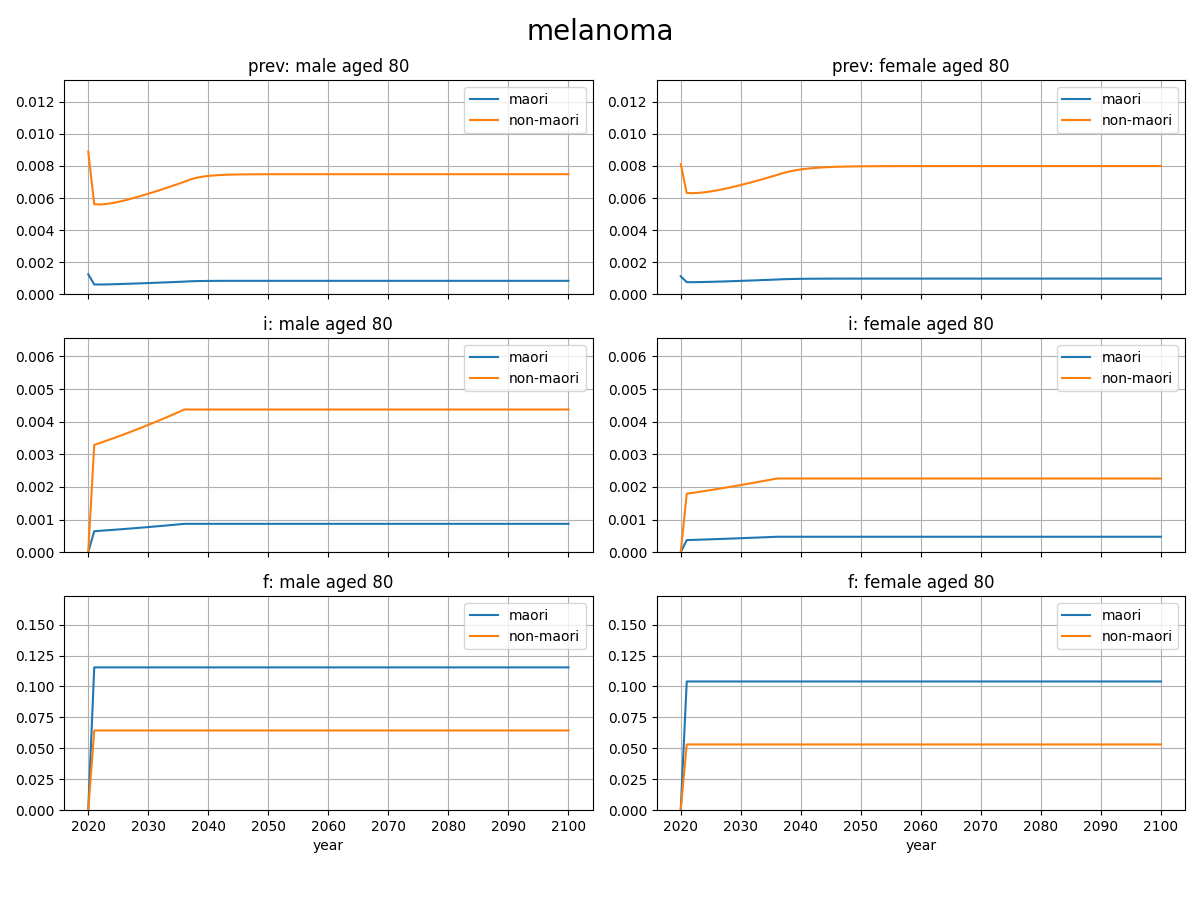 melanoma
prev: male aged 80
0.012
0.010
0.008
0.006
0.004
0.002
0.000
maori
non-maori
prev: female aged 80
0.012
0.010
0.008
0.006
0.004
0.002
0.000
maori
non-maori
i: male aged 80
0.006
0.005
0.004
0.003
0.002
0.001
0.000
maori
non-maori
i: female aged 80
0.006
0.005
0.004
0.003
0.002
0.001
0.000
maori
non-maori
f: male aged 80
0.150
0.125
0.100
0.075
0.050
0.025
0.000
maori
non-maori
2020 2030 2040 2050 2060 2070 2080 2090 2100
year
f: female aged 80
0.150
0.125
0.100
0.075
0.050
0.025
0.000
maori
non-maori
2020 2030 2040 2050 2060 2070 2080 2090 2100
year